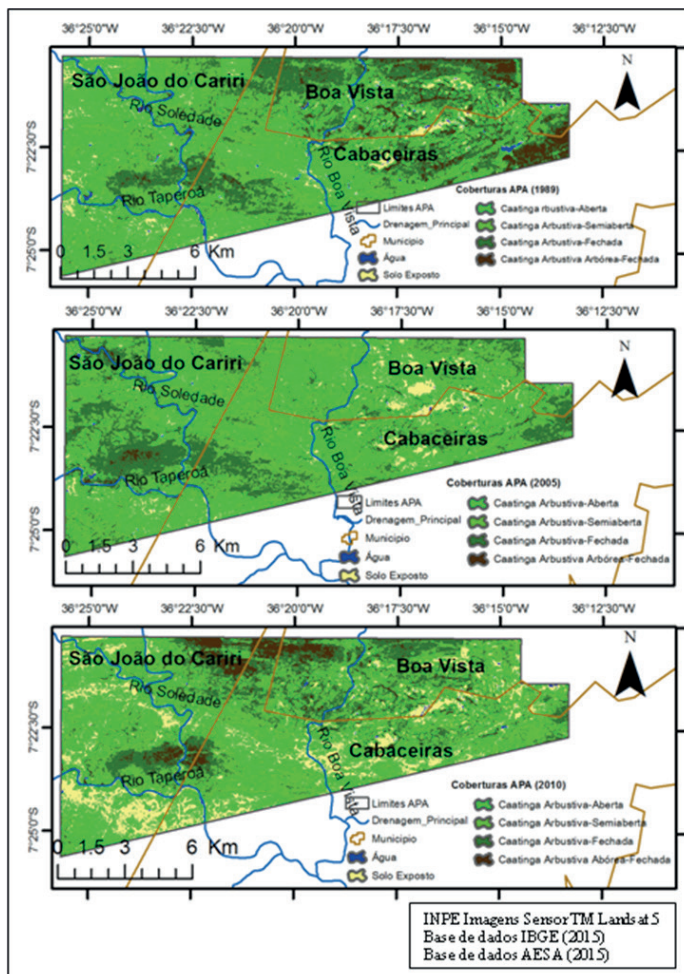 36°25'W 36°22'30"W 36°20'W 36°17'30"W 36°15'W 36°12'30"W
N
São João do Cariri
Boa Vista
Rio Soledade
7°22'30"S
Cabaceiras
Rio Boa Vista
Rio Taperoá
Limites APA
Drenagem_Principal
Municipio
Água
Solo Exposto
Coberturas APA (1989)
Caatinga rbustiva-Aberta
Caatinga Arbustiva-Semiaberta
Caatinga Arbustiva-Fechada
Caatinga Arbustiva Arbórea-Fechada
7°25'0"S
0 1.5 3 6 Km
36°25'W 36°22'30"W 36°20'W 36°17'30"W 36°15'W 36°12'30"W
N
São João do Cariri
Boa Vista
Rio Soledade
7°22'30"S
Cabaceiras
Rio Boa Vista
Rio Taperoá
Limites APA
Drenagem_Principal
Municipio
Água
Solo Exposto
Coberturas APA (2005)
Caatinga Arbustiva-Aberta
Caatinga Arbustiva-Semiaberta
Caatinga Arbustiva-Fechada
Caatinga Arbustiva Arbórea-Fechada
7°25'0"S
0 1.5 3 6 Km
36°25'W 36°22'30"W 36°20'W 36°17'30"W 36°15'W 36°12'30"W
N
São João do Cariri
Boa Vista
Rio Soledade
7°22'30"S
Cabaceiras
Rio Boa Vista
Rio Taperoá
Limites APA
Drenagem_Principal
Municipio
Água
Solo Exposto
Coberturas APA (2010)
Caatinga Arbustiva-Aberta
Caatinga Arbustiva-Semiaberta
Caatinga Arbustiva-Fechada
Caatinga Arbustiva Abórea-Fechada
7°25'0"S
0 1.5 3 6 Km
INPE Imagens Sensor TM Landsat 5
Base de dados IBGE (2015)
Base de dados AESA (2015)